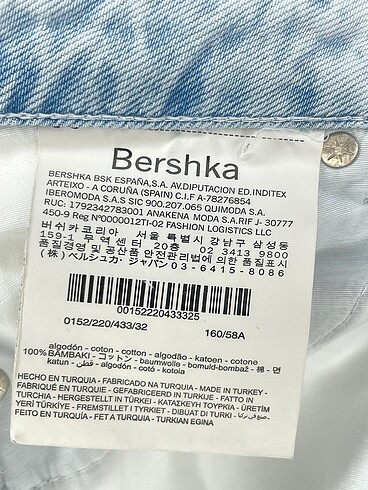 Bershka
BERSHKA BSK ESPAÑA,S.A. AV.DIPUTACION ED.INDITEX
ARTEIXO - A CORUÑA (SPAIN) C.I.F A-78276854
IBEROMODA S.A.S SIC 900.207.065 QUIMODA S.A.
RUC: 1792342783001 ANAKENA MODA S.A.RIF J- 30777
450-9 Reg Nº0000012TI-02 FASHION LOGISTICS LLC
버쉬카코리아 서울 특별시 강남구 삼성동
159-1 무역센터 20층 02 3413 9800
품질경영 및 공산품 안전관리법에 의한 품질표시
(株)ベルシュカ・ジャパン 03-6415-8086
00152220433325
0152/220/433/32 160/58A
algodón - coton - cotton - algodão - kateen - cotone
100% BAMBAKI - コットン - baumwolle - bomuld-bombaž - 棉 - 면
katun - قطن - algodón - cotó - kotoia
HECHO EN TURQUIA - FABRICADO NA TURQUIA - MADE IN TURKEY -
FABRIQUÉ EN TURQUIE - GEFABRICEERD IN TURKIJE - FATTO IN
TURCHIA - HERGESTELLT IN TÜRKEI - ΚΑΤΑΣΚΕΥΗ ΤΟΥΡΚΙΑ - ÜRETİM
YERİ TÜRKİYE - FREMSTILLET I TYRKIET - DIBUAT DI TURKI - صنع في تركيا -
FEITO EN TURQUÍA - FET A TURQUIA - TURKIAN EGINA